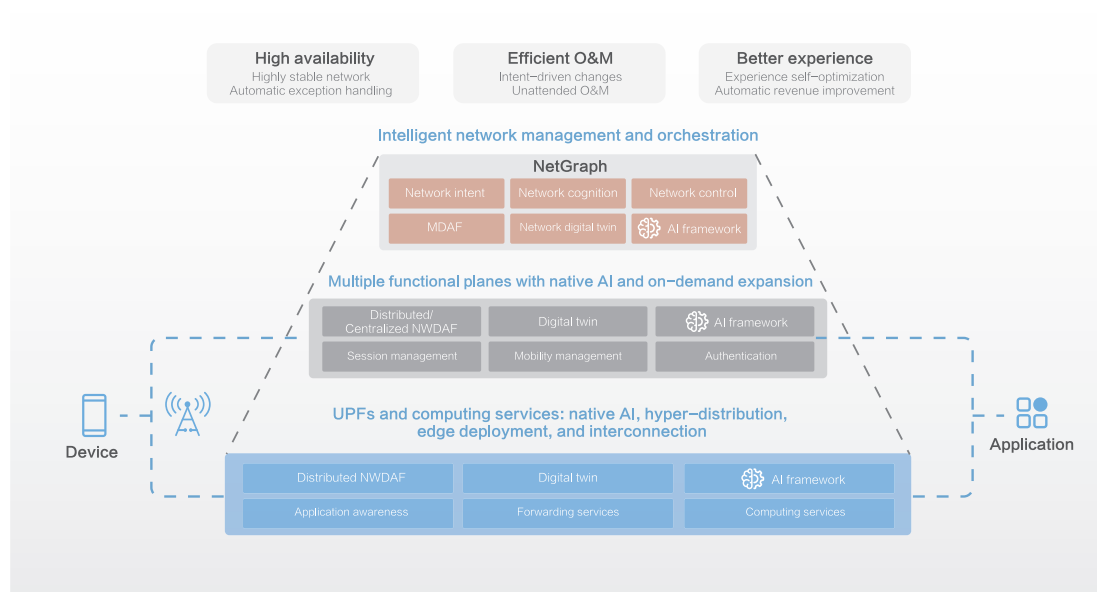 High availability
Highly stable network
Automatic exception handling
Efficient O&M
Intent-driven changes
Unattended O&M
Better experience
Experience self-optimization
Automatic revenue improvement
Intelligent network management and orchestration
NetGraph
Network intent
Network cognition
Network control
MDAF
Network digital twin
AI framework
Multiple functional planes with native AI and on-demand expansion
Distributed/
Centralized NWDAF
Digital twin
AI framework
Session management
Mobility management
Authentication
Device
Application
UPFs and computing services: native AI, hyper-distribution,
edge deployment, and interconnection
Distributed NWDAF
Digital twin
AI framework
Application awareness
Forwarding services
Computing services